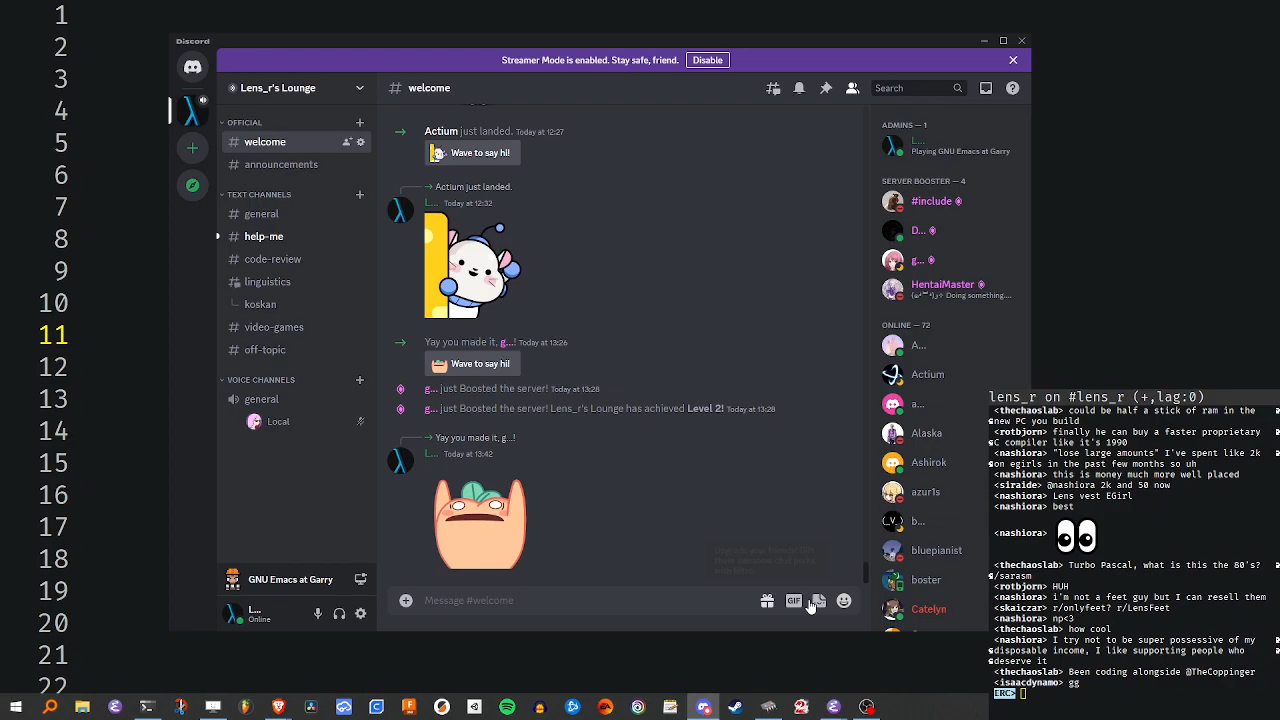 1
2
3
4
5
6
7
8
9
10
11
12
13
14
15
16
17
18
19
20
21
22
Discord
Streamer Mode is enabled. Stay safe, friend.
Disable
Lens_r's Lounge
OFFICIAL
welcome
announcements
TEXT CHANNELS
general
help-me
code-review
linguistics
koskan
video-games
off-topic
VOICE CHANNELS
general
Local
GNU Emacs at Garry
L...
Online
welcome
Search
Actium just landed. Today at 12:27
Wave to say hi!
Actium just landed.
L... Today at 12:32
Yay you made it, g...! Today at 13:26
Wave to say hi!
g... just Boosted the server! Today at 13:28
g... just Boosted the server! Lens_r's Lounge has achieved Level 2! Today at 13:28
Yay you made it, g...!
L... Today at 13:42
Message #welcome
GIF
ADMINS — 1
L...
Playing GNU Emacs at Garry
SERVER BOOSTER — 4
#include
D...
g...
HentaiMaster
Doing something....
ONLINE — 72
A...
Actium
a...
Alaska
Ashirok
azur1s
b...
bluepianist
boster
Catelyn
lens_r on #lens_r (+,lag:0)
<thechaoslab> could be half a stick of ram in the
new PC you build
<rotbjorn> finally he can buy a faster proprietary
C compiler like it's 1990
<nashiora> "lose large amounts" I've spent like 2k
on egirls in the past few months so uh
<nashiora> this is money much more well placed
<siraide> @nashiora 2k and 50 now
<nashiora> Lens vest EGirl
<nashiora> best
<nashiora>
<thechaoslab> Turbo Pascal, what is this the 80's?
/sarasm
<rotbjorn> HUH
<nashiora> i'm not a feet guy but I can resell them
<skaiczar> r/onlyfeet? r/LensFeet
<nashiora> np<3
<thechaoslab> how cool
<nashiora> I try not to be super possessive of my
disposable income, I like supporting people who
deserve it
<thechaoslab> Been coding alongside @TheCoppinger
<isaacdynamo> gg
ERC>